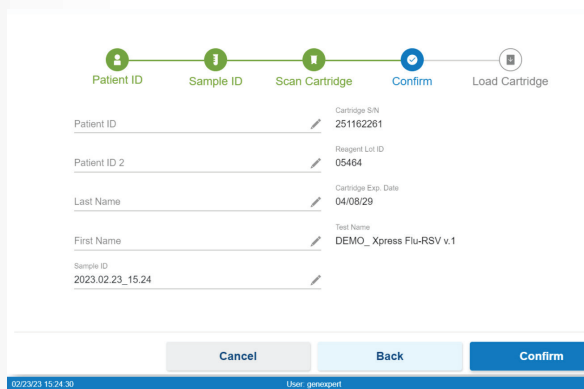 Patient ID Sample ID Scan Cartridge Confirm Load Cartridge
Patient ID
Cartridge S/N
251162261
Patient ID 2
Reagent Lot ID
05464
Last Name
Cartridge Exp. Date
04/08/29
First Name
Test Name
DEMO_ Xpress Flu-RSV v.1
Sample ID
2023.02.23_15.24
Cancel Back Confirm
02/23/23 15:24:30 User: genexpert